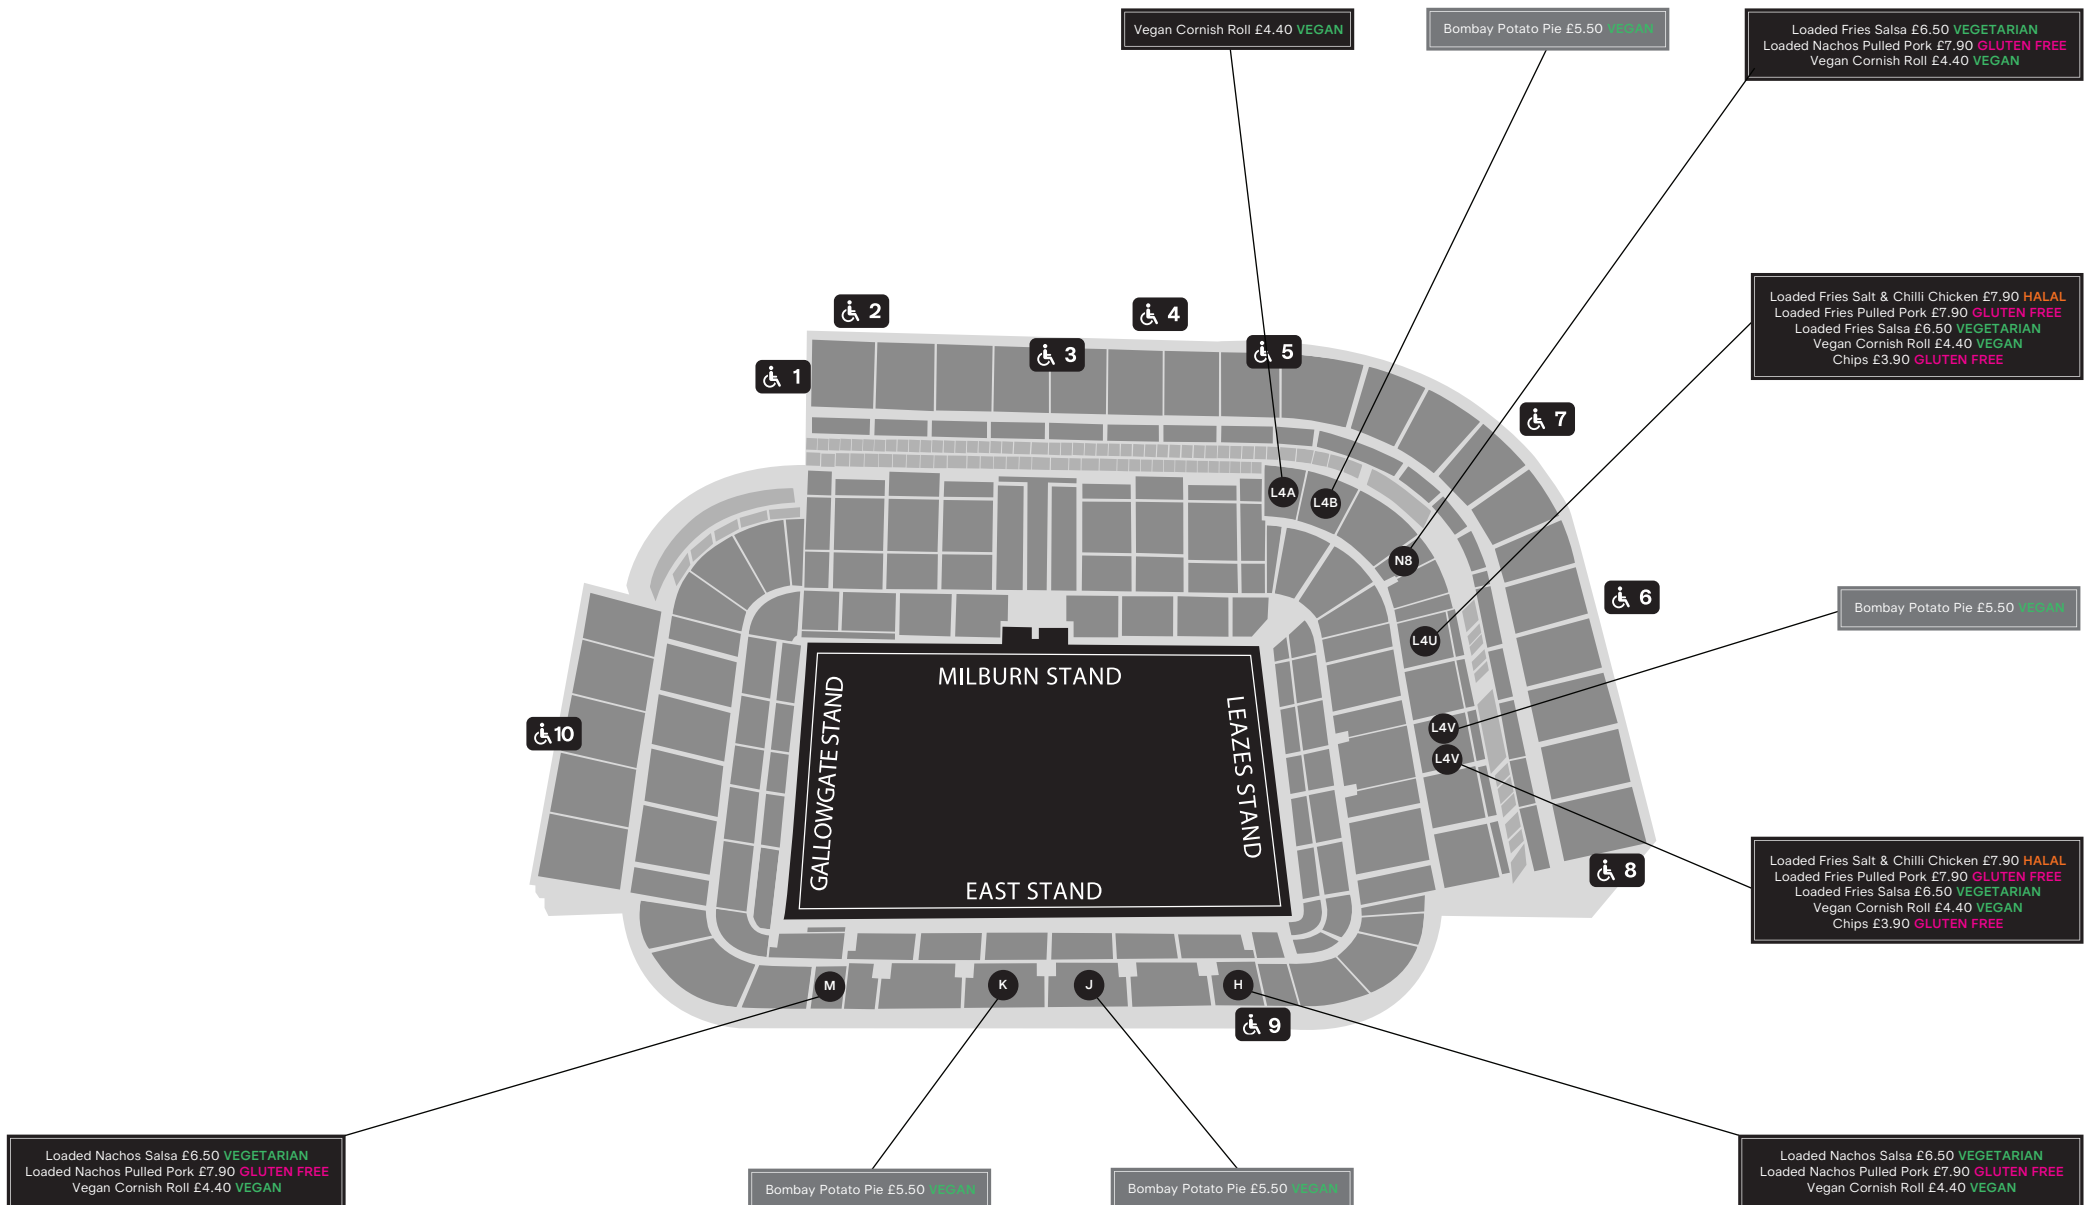 Vegan Cornish Roll £4.40 VEGAN
Bombay Potato Pie £5.50 VEGAN
Loaded Fries Salsa £6.50 VEGETARIAN
Loaded Nachos Pulled Pork £7.90 GLUTEN FREE
Vegan Cornish Roll £4.40 VEGAN
Loaded Fries Salt & Chilli Chicken £7.90 HALAL
Loaded Fries Pulled Pork £7.90 GLUTEN FREE
Loaded Fries Salsa £6.50 VEGETARIAN
Vegan Cornish Roll £4.40 VEGAN
Chips £3.90 GLUTEN FREE
2
4
3
5
1
7
L4A
L4B
N8
6
Bombay Potato Pie £5.50 VEGAN
L4U
MILBURN STAND
GALLOWGATE STAND
LEAZES STAND
EAST STAND
10
L4V
L4V
Loaded Fries Salt & Chilli Chicken £7.90 HALAL
Loaded Fries Pulled Pork £7.90 GLUTEN FREE
Loaded Fries Salsa £6.50 VEGETARIAN
Vegan Cornish Roll £4.40 VEGAN
Chips £3.90 GLUTEN FREE
8
M
K
J
H
9
Loaded Nachos Salsa £6.50 VEGETARIAN
Loaded Nachos Pulled Pork £7.90 GLUTEN FREE
Vegan Cornish Roll £4.40 VEGAN
Bombay Potato Pie £5.50 VEGAN
Bombay Potato Pie £5.50 VEGAN
Loaded Nachos Salsa £6.50 VEGETARIAN
Loaded Nachos Pulled Pork £7.90 GLUTEN FREE
Vegan Cornish Roll £4.40 VEGAN